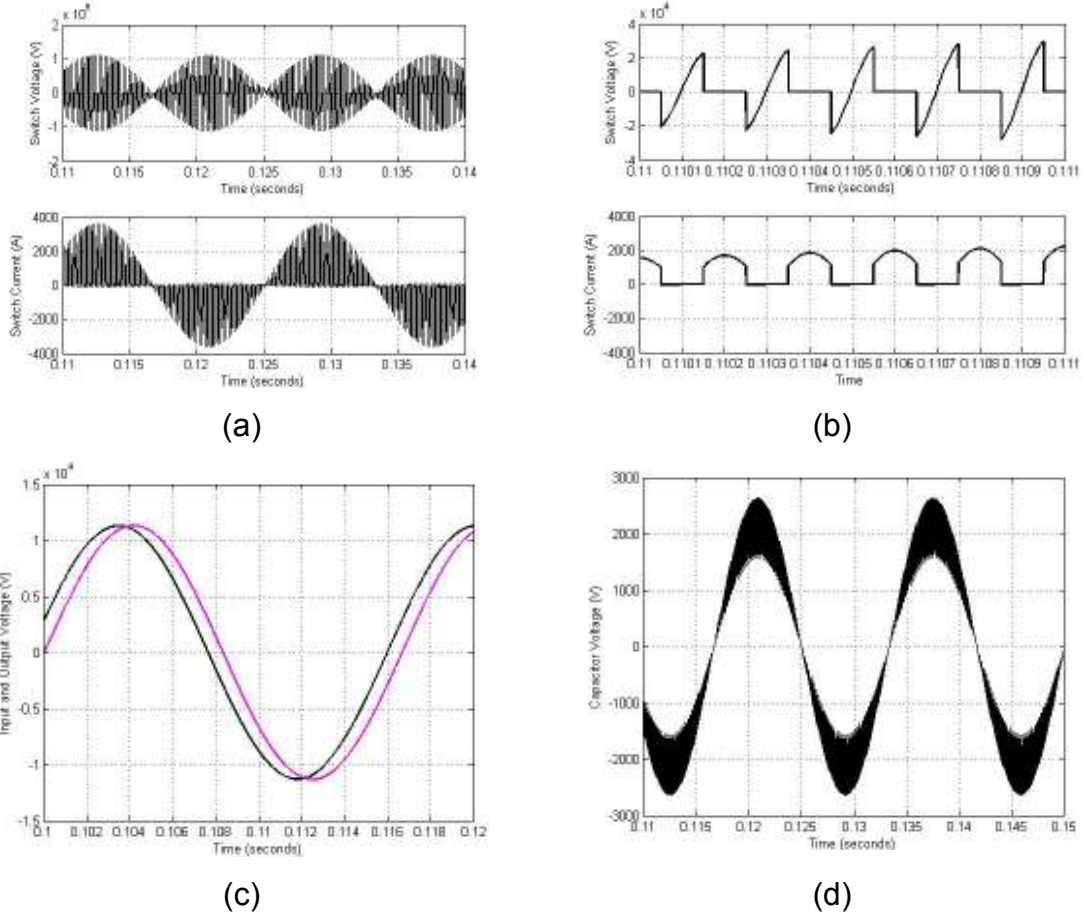 x 10⁵
2
1
0
-1
-2
Switch Voltage (V)
0.11 0.115 0.12 0.125 0.13 0.135 0.14
Time (seconds)
4000
2000
0
-2000
-4000
Switch Current (A)
0.11 0.115 0.12 0.125 0.13 0.135 0.14
Time (seconds)
(a)
x 10⁴
4
2
0
-2
-4
Switch Voltage (V)
0.11 0.1101 0.1102 0.1103 0.1104 0.1105 0.1106 0.1107 0.1108 0.1109 0.111
Time (seconds)
4000
2000
0
-2000
-4000
Switch Current (A)
0.11 0.1101 0.1102 0.1103 0.1104 0.1105 0.1106 0.1107 0.1108 0.1109 0.111
Time
(b)
x 10⁴
1.5
1
0.5
0
-0.5
-1
-1.5
Input and Output Voltage (V)
0.1 0.102 0.104 0.106 0.108 0.11 0.112 0.114 0.116 0.118 0.12
Time (seconds)
(c)
3000
2000
1000
0
-1000
-2000
-3000
Capacitor Voltage (V)
0.11 0.115 0.12 0.125 0.13 0.135 0.14 0.145 0.15
Time (seconds)
(d)